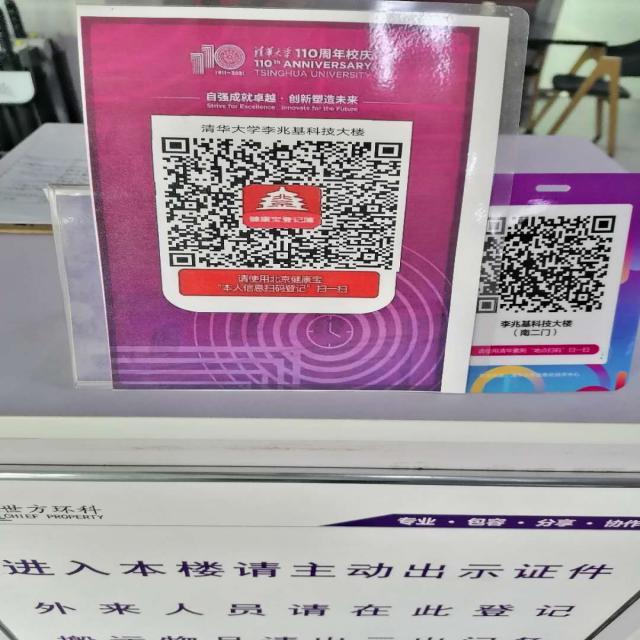 110
1911-2021
清華大学 110周年校庆
110TH ANNIVERSARY
TSINGHUA UNIVERSITY
自强成就卓越·创新塑造未来
Strive for Excellence Innovate for the Future
清华大学李兆基科技大楼
健康宝登记簿
请使用北京健康宝
“本人信息扫码登记”扫一扫
李兆基科技大楼
（南二门）
世方环科
CHIEF PROPERTY
专业·包容·分享·协作
进入本楼请主动出示证件
外来人员请在此登记